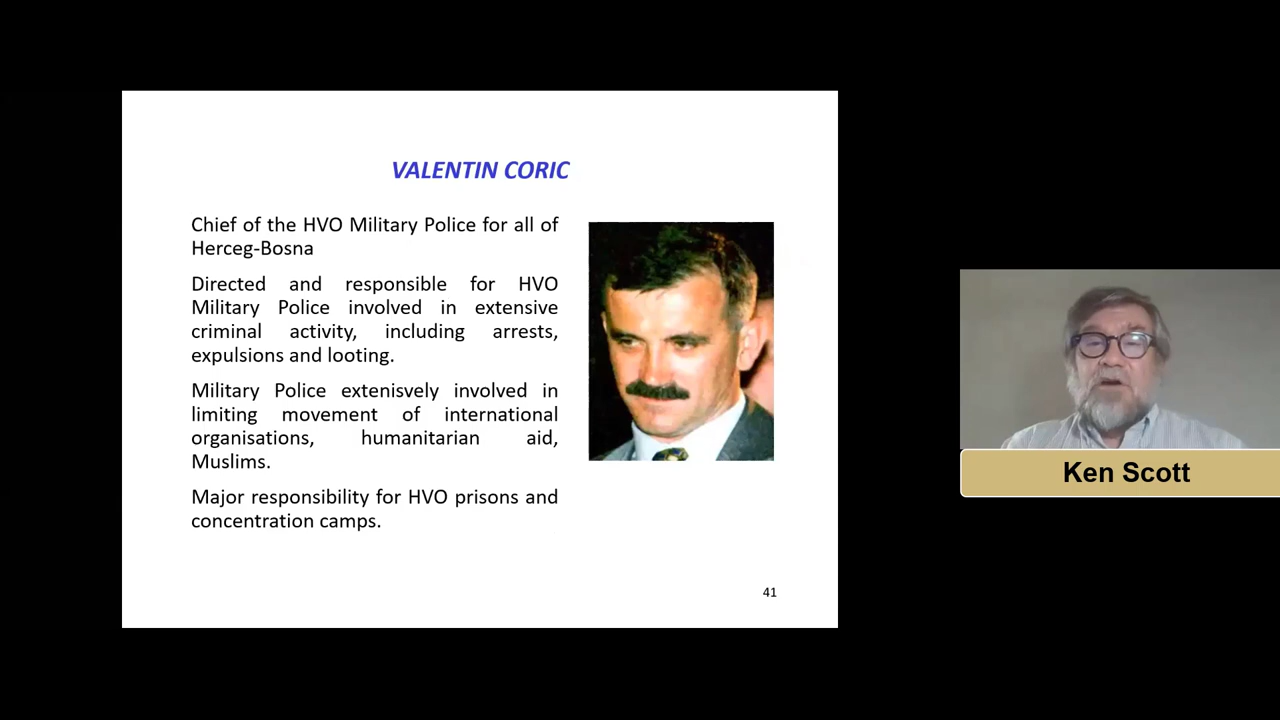 VALENTIN CORIC
Chief of the HVO Military Police for all of
Herceg-Bosna
Directed and responsible for HVO
Military Police involved in extensive
criminal activity, including arrests,
expulsions and looting.
Military Police extenisvely involved in
limiting movement of international
organisations, humanitarian aid,
Muslims.
Major responsibility for HVO prisons and
concentration camps.
41
Ken Scott